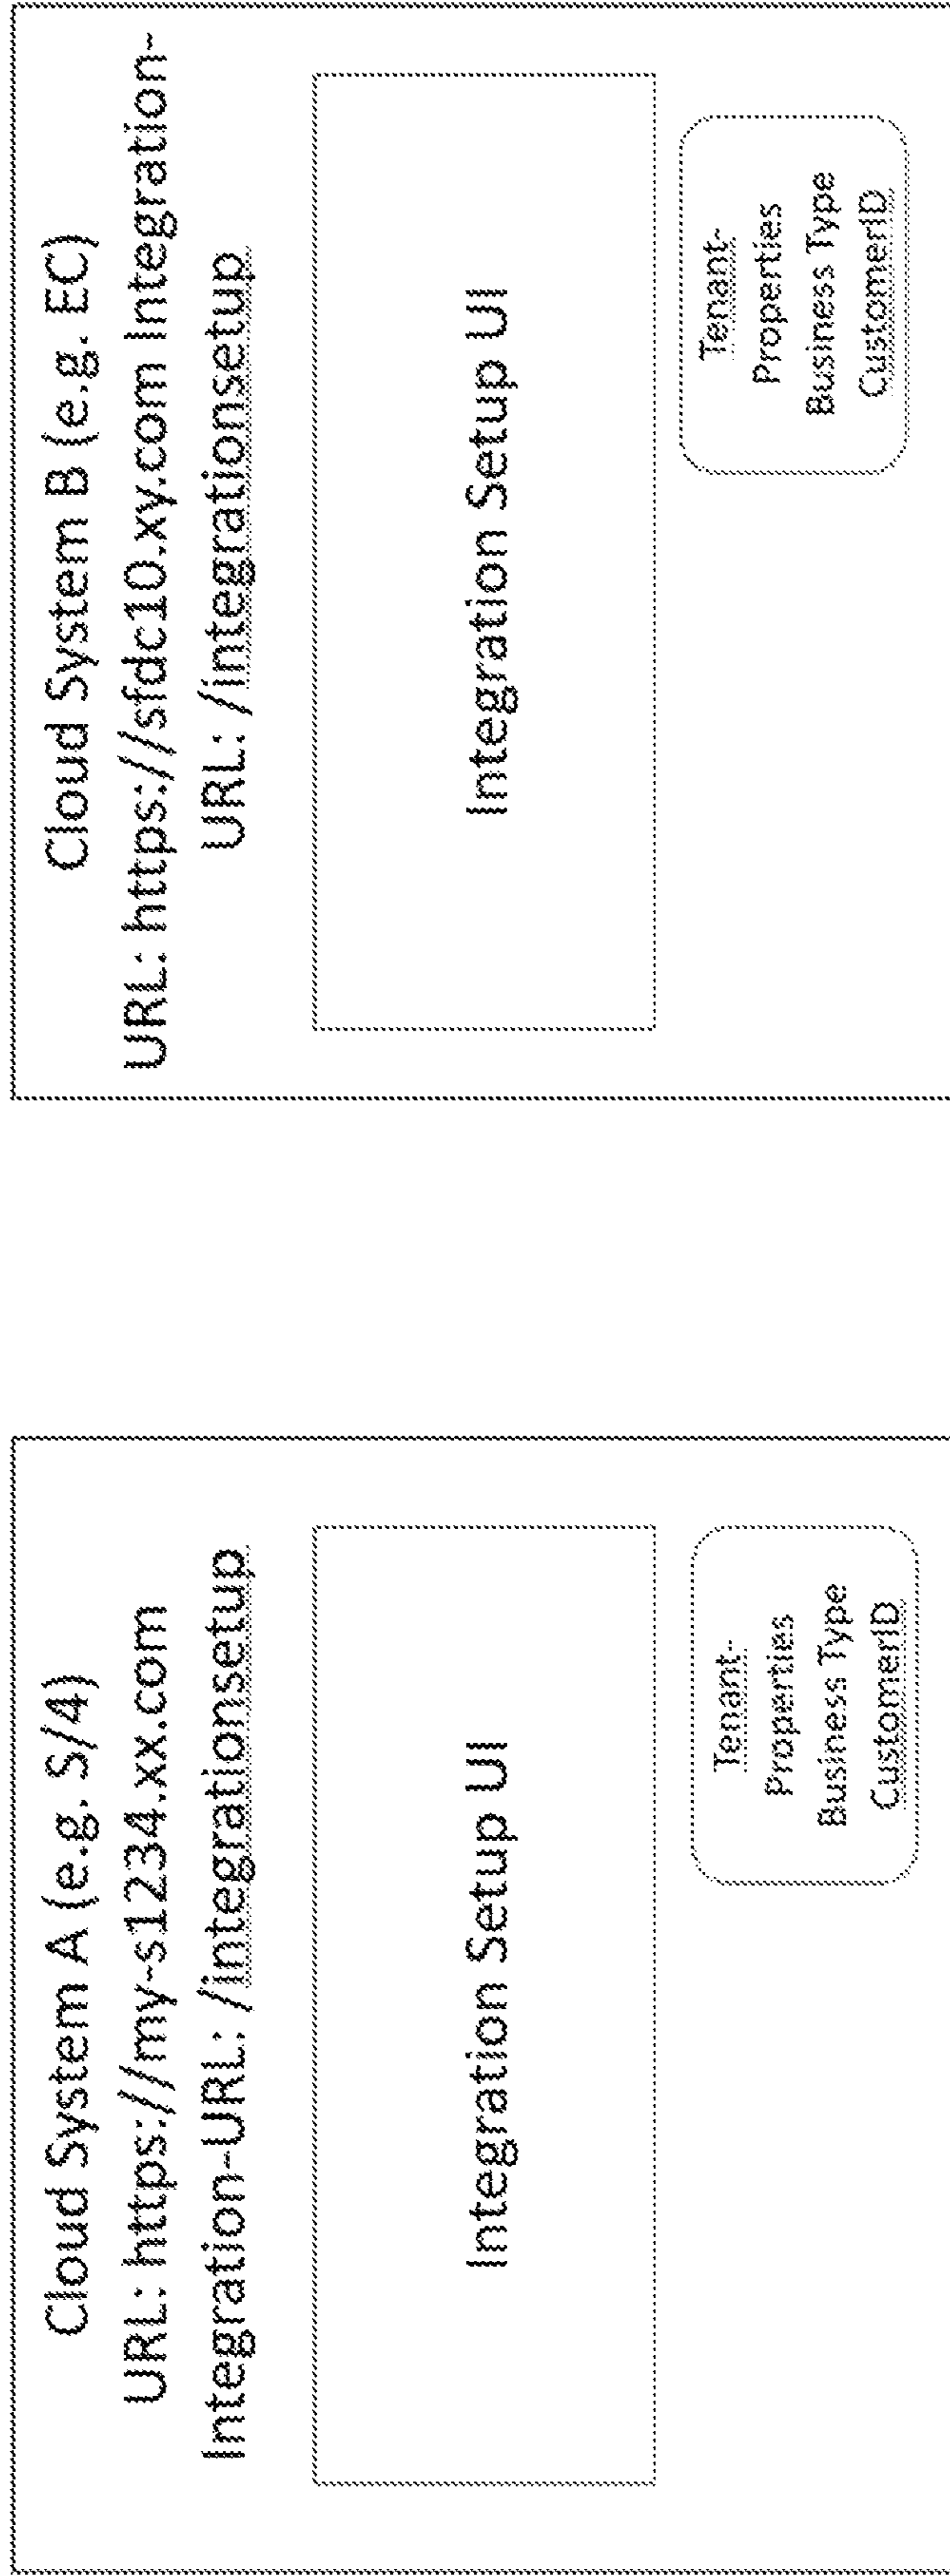 Cloud System A (e.g. S/4)
URL: https://my-s1234.xx.com
Integration-URL: /integrationsetup
Integration Setup UI
Tenant-
Properties
Business Type
CustomerID
Cloud System B (e.g. EC)
URL: https://sfdc10.xy.com Integration-
URL: /integrationsetup
Integration Setup UI
Tenant-
Properties
Business Type
CustomerID